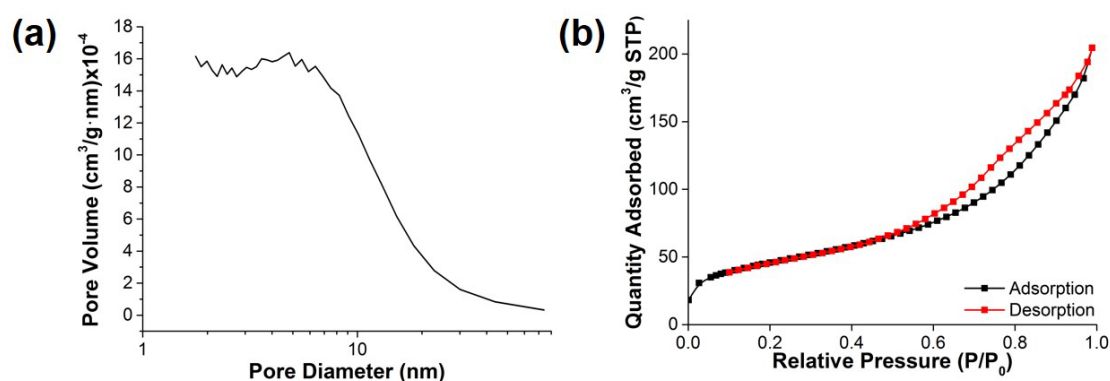 (a)
Pore Volume (cm³/g·nm)x10⁻⁴
16
14
12
10
8
6
4
2
0
1
10
Pore Diameter (nm)
(b)
Quantity Adsorbed (cm³/g STP)
200
150
100
50
0
0.0 0.2 0.4 0.6 0.8 1.0
Relative Pressure (P/P₀)
Adsorption
Desorption